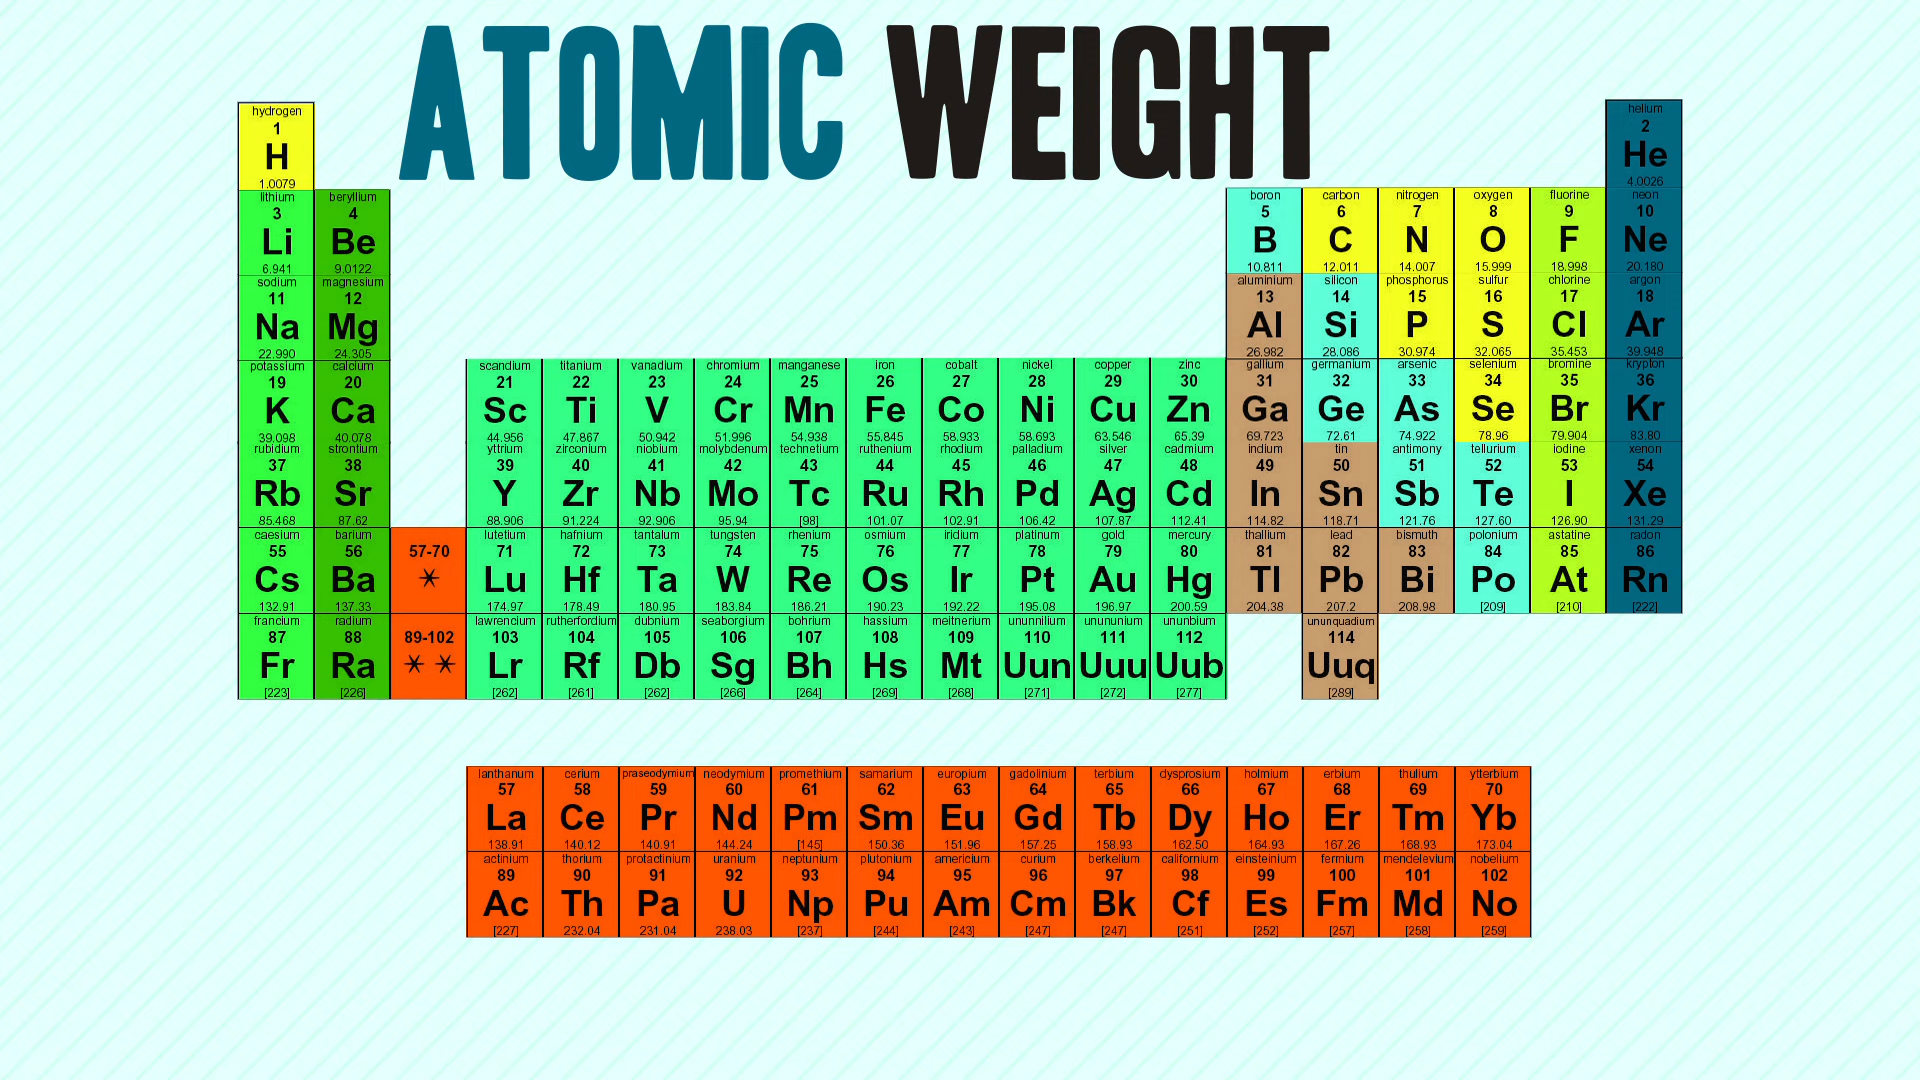 ATOMIC WEIGHT
hydrogen helium
1 2
H He
1.0079 4.0026
lithium beryllium boron carbon nitrogen oxygen fluorine neon
3 4 5 6 7 8 9 10
Li Be B C N O F Ne
6.941 9.0122 10.811 12.011 14.007 15.999 18.998 20.180
sodium magnesium aluminium silicon phosphorus sulfur chlorine argon
11 12 13 14 15 16 17 18
Na Mg Al Si P S Cl Ar
22.990 24.305 26.982 28.086 30.974 32.065 35.453 39.948
potassium calcium scandium titanium vanadium chromium manganese iron cobalt nickel copper zinc gallium germanium arsenic selenium bromine krypton
19 20 21 22 23 24 25 26 27 28 29 30 31 32 33 34 35 36
K Ca Sc Ti V Cr Mn Fe Co Ni Cu Zn Ga Ge As Se Br Kr
39.098 40.078 44.956 47.867 50.942 51.996 54.938 55.845 58.933 58.693 63.546 65.39 69.723 72.61 74.922 78.96 79.904 83.80
rubidium strontium yttrium zirconium niobium molybdenum technetium ruthenium rhodium palladium silver cadmium indium tin antimony tellurium iodine xenon
37 38 39 40 41 42 43 44 45 46 47 48 49 50 51 52 53 54
Rb Sr Y Zr Nb Mo Tc Ru Rh Pd Ag Cd In Sn Sb Te I Xe
85.468 87.62 88.906 91.224 92.906 95.94 [98] 101.07 102.91 106.42 107.87 112.41 114.82 118.71 121.76 127.60 126.90 131.29
caesium barium lutetium hafnium tantalum tungsten rhenium osmium iridium platinum gold mercury thallium lead bismuth polonium astatine radon
55 56 57-70 71 72 73 74 75 76 77 78 79 80 81 82 83 84 85 86
Cs Ba * Lu Hf Ta W Re Os Ir Pt Au Hg Tl Pb Bi Po At Rn
132.91 137.33 174.97 178.49 180.95 183.84 186.21 190.23 192.22 195.08 196.97 200.59 204.38 207.2 208.98 [209] [210] [222]
francium radium lawrencium rutherfordium dubnium seaborgium bohrium hassium meitnerium ununnilium unununium ununbium ununquadium
87 88 89-102 103 104 105 106 107 108 109 110 111 112 114
Fr Ra * * Lr Rf Db Sg Bh Hs Mt Uun Uuu Uub Uuq
[223] [226] [262] [261] [262] [266] [264] [269] [268] [271] [272] [277] [289]
lanthanum cerium praseodymium neodymium promethium samarium europium gadolinium terbium dysprosium holmium erbium thulium ytterbium
57 58 59 60 61 62 63 64 65 66 67 68 69 70
La Ce Pr Nd Pm Sm Eu Gd Tb Dy Ho Er Tm Yb
138.91 140.12 140.91 144.24 [145] 150.36 151.96 157.25 158.93 162.50 164.93 167.26 168.93 173.04
actinium thorium protactinium uranium neptunium plutonium americium curium berkelium californium einsteinium fermium mendelevium nobelium
89 90 91 92 93 94 95 96 97 98 99 100 101 102
Ac Th Pa U Np Pu Am Cm Bk Cf Es Fm Md No
[227] 232.04 231.04 238.03 [237] [244] [243] [247] [247] [251] [252] [257] [258] [259]